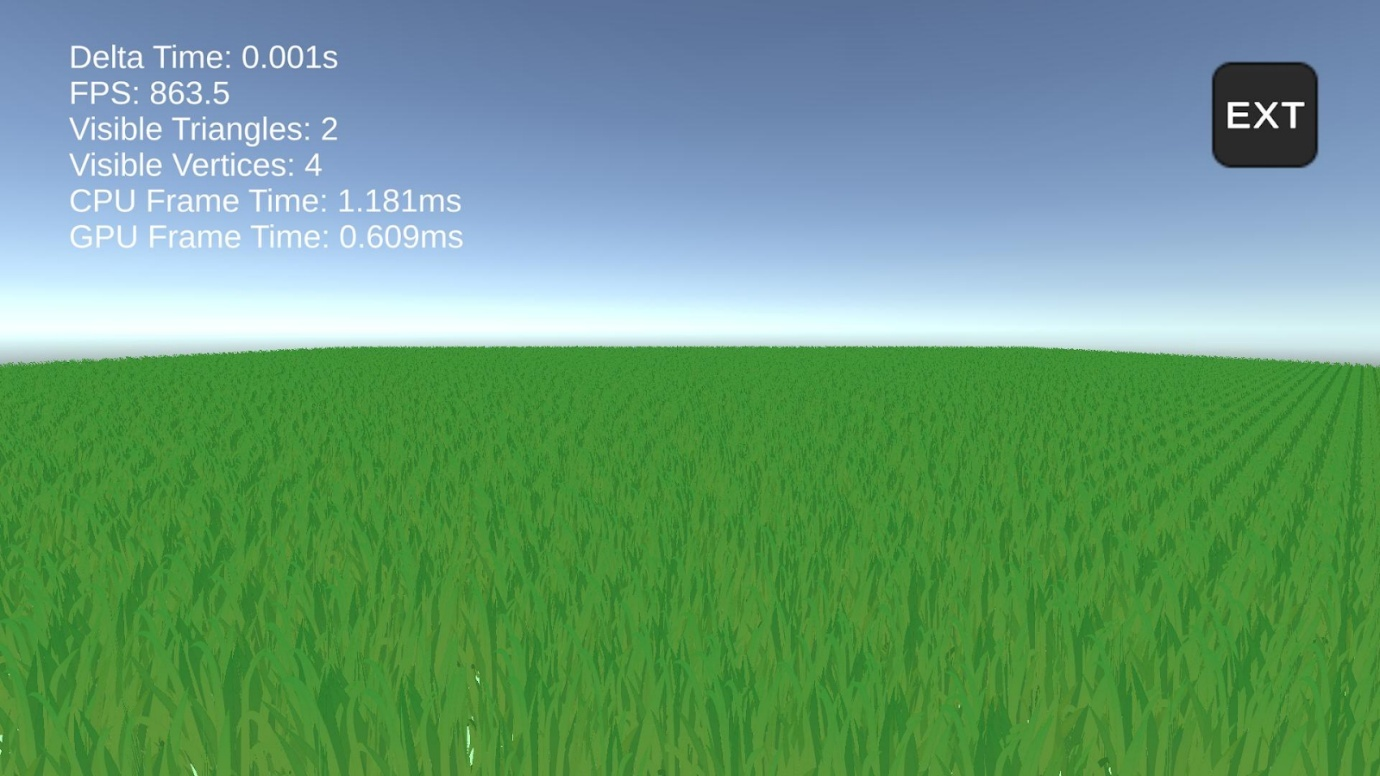 Delta Time: 0.001s
FPS: 863.5
Visible Triangles: 2
Visible Vertices: 4
CPU Frame Time: 1.181ms
GPU Frame Time: 0.609ms
EXT